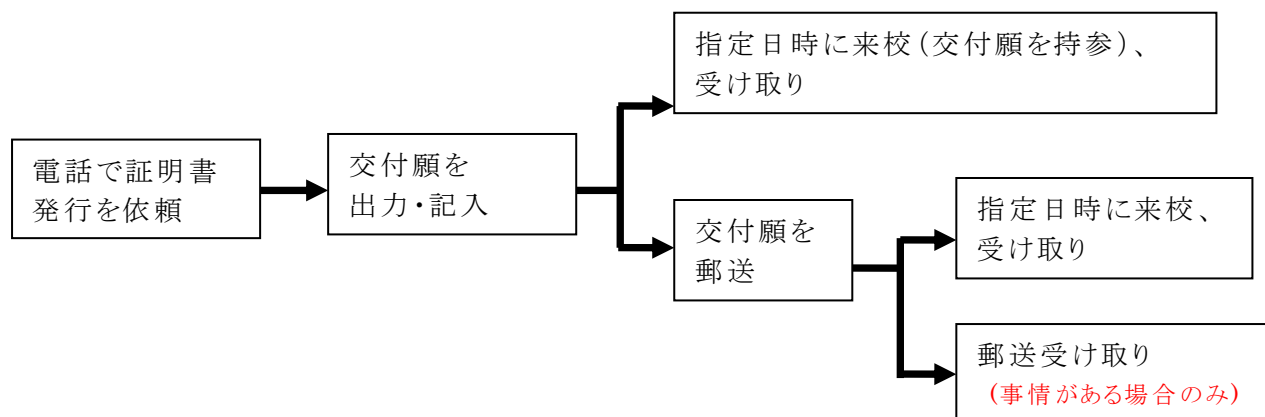 電話で証明書
発行を依頼
交付願を
出力・記入
指定日時に来校(交付願を持参)、
受け取り
交付願を
郵送
指定日時に来校、
受け取り
郵送受け取り
(事情がある場合のみ)